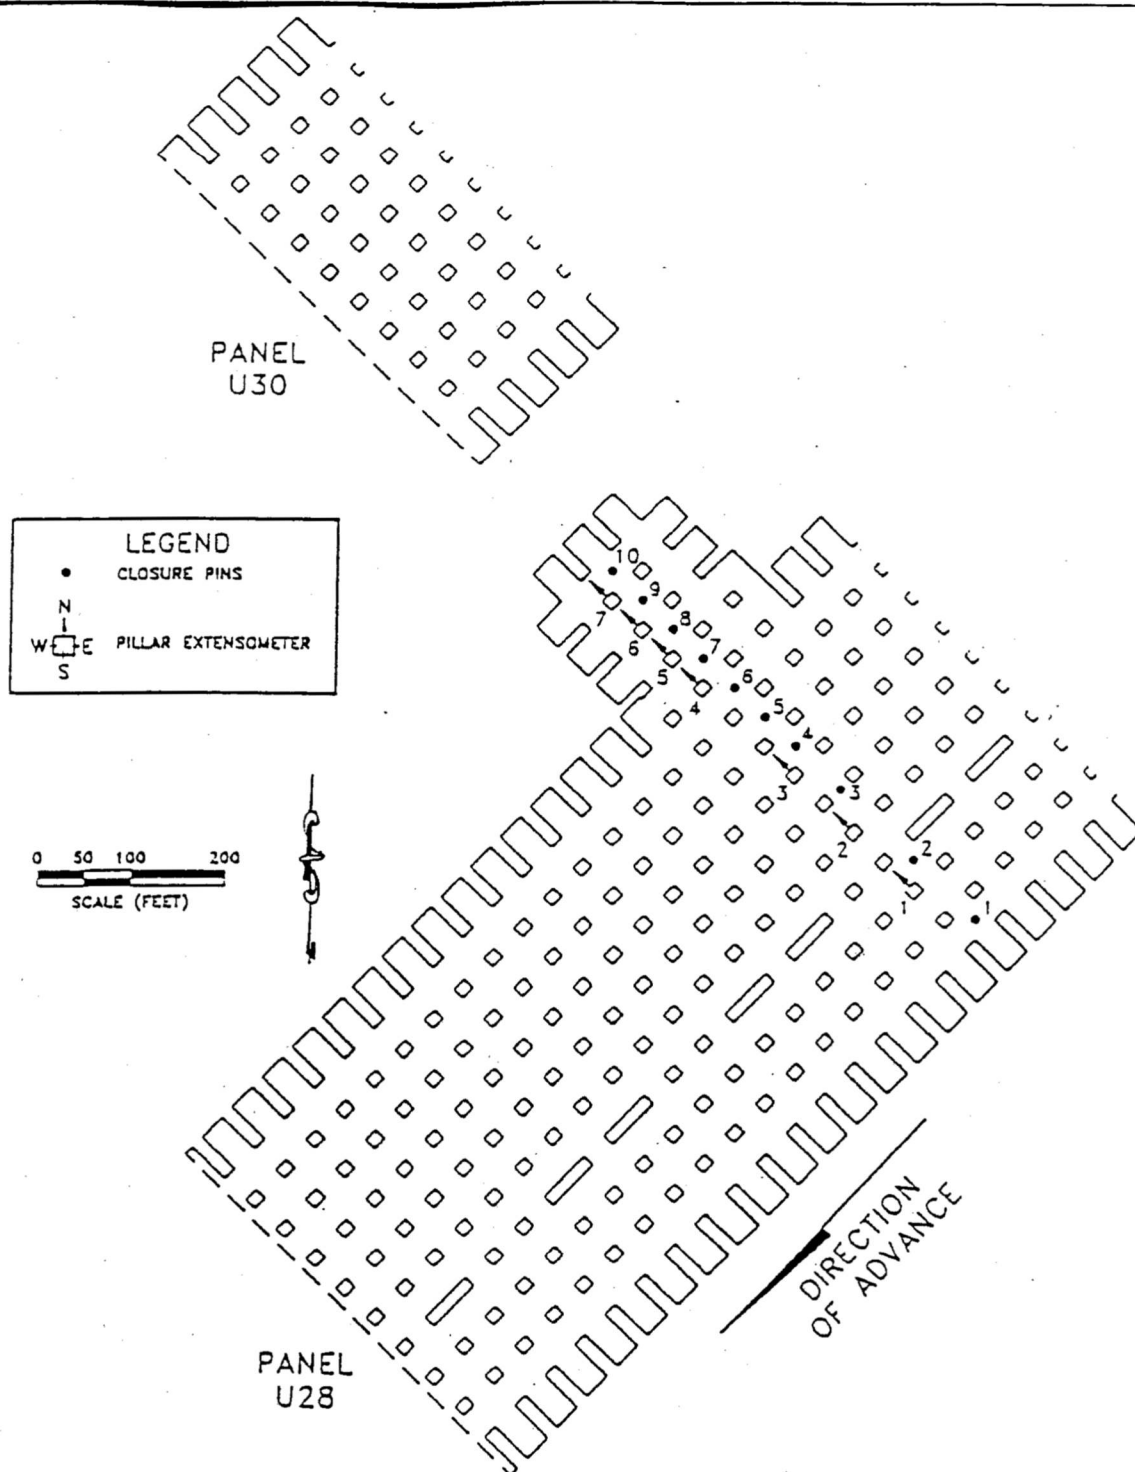 PANEL
U30
LEGEND
CLOSURE PINS
N
W E PILLAR EXTENSOMETER
S
10
9
7
8
6
7
5
6
4
5
4
3
3
2
2
1
1
0 50 100 200
SCALE (FEET)
DIRECTION
OF ADVANCE
PANEL
U28